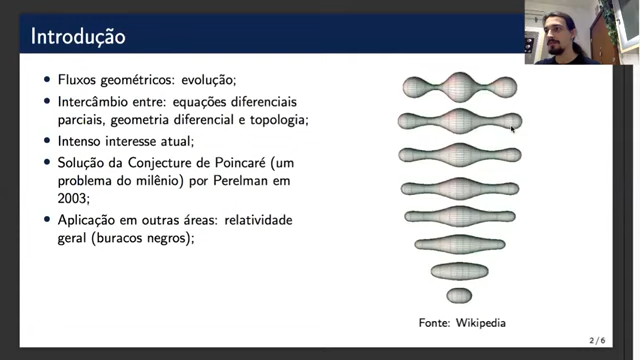 Introdução
Fluxos geométricos: evolução;
Intercâmbio entre: equações diferenciais
parciais, geometria diferencial e topologia;
Intenso interesse atual;
Solução da Conjecture de Poincaré (um
problema do milênio) por Perelman em
2003;
Aplicação em outras áreas: relatividade
geral (buracos negros);
Fonte: Wikipedia
2 / 6